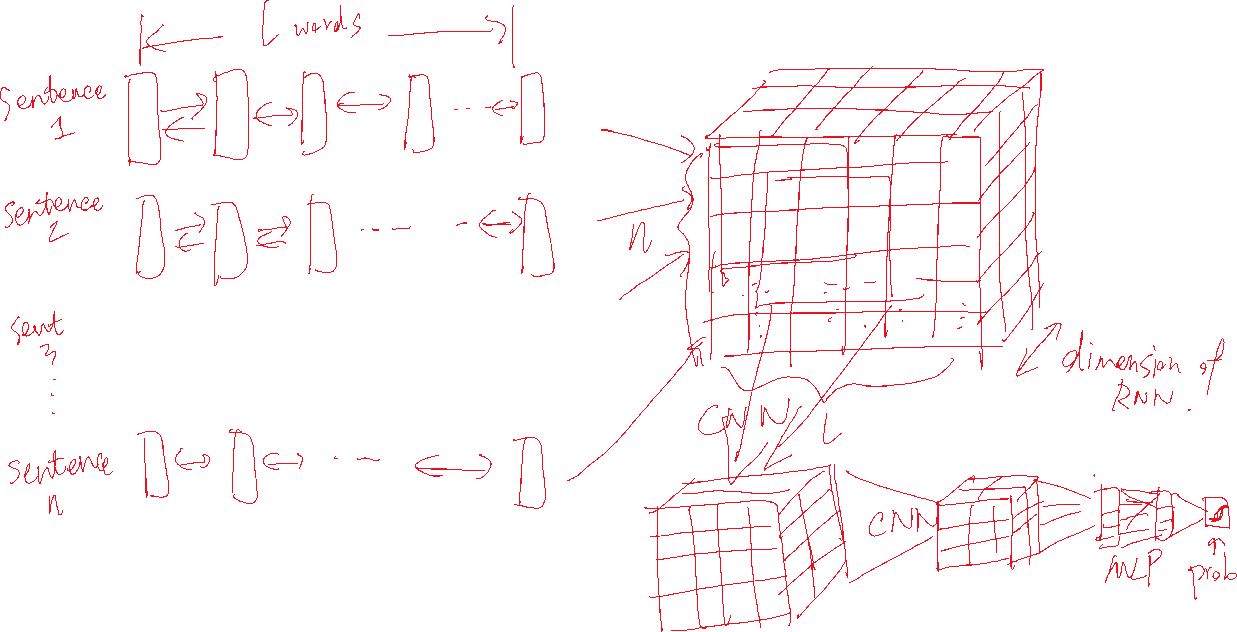 L words
Sentence
1
Sentence
2
n
sent
3
dimension of
RNN.
CNN
L
sentence
n
CNN
MLP
prob